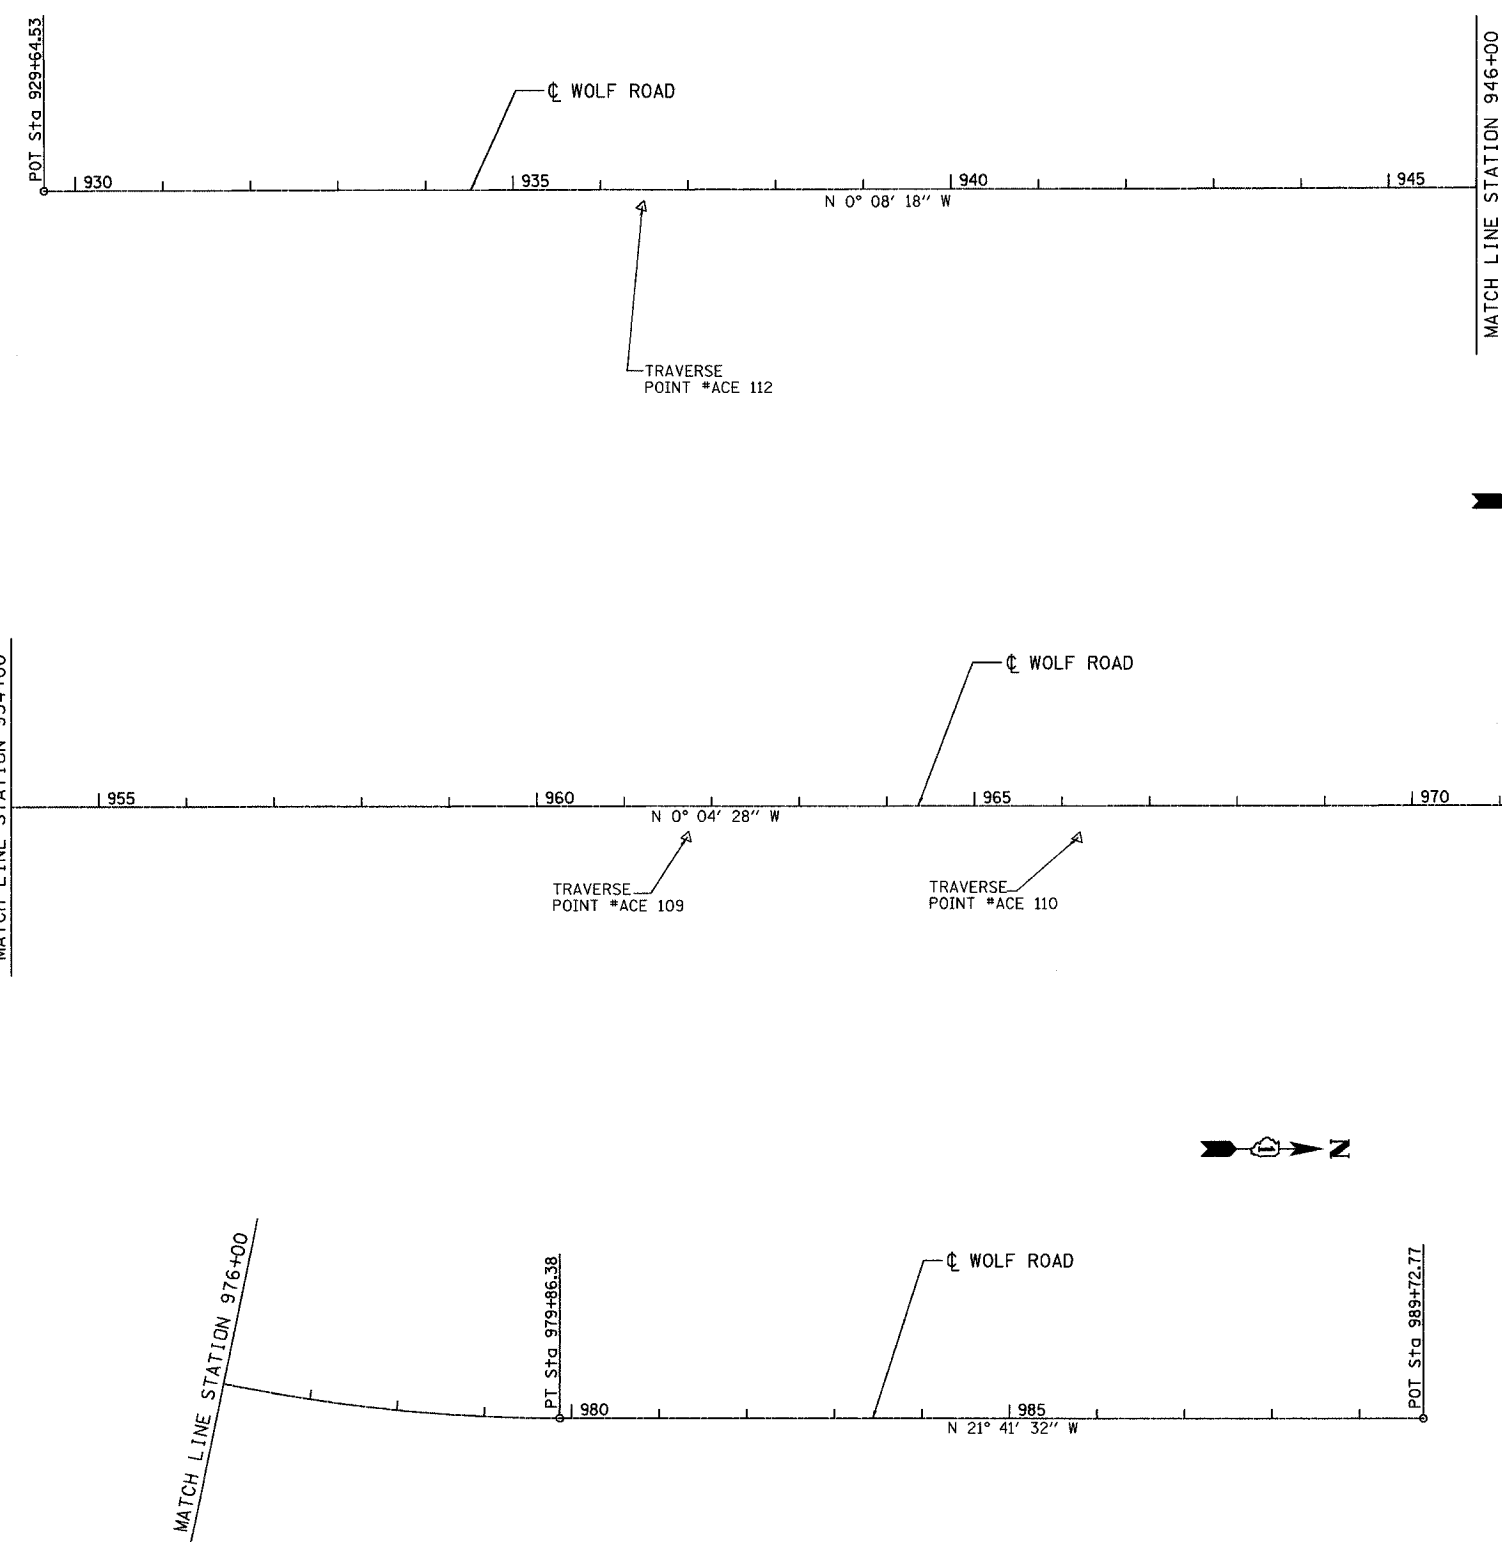 POT Sta 929+64.53
℄ WOLF ROAD
930
935
940
945
N 0° 08' 18" W
MATCH LINE STATION 946+00
TRAVERSE
POINT #ACE 112
℄ WOLF ROAD
MATCH LINE STATION
955
960
965
970
N 0° 04' 28" W
TRAVERSE
POINT #ACE 109
TRAVERSE
POINT #ACE 110
N
MATCH LINE STATION 976+00
PT Sta 979+86.38
℄ WOLF ROAD
POT Sta 989+72.77
980
985
N 21° 41' 32" W